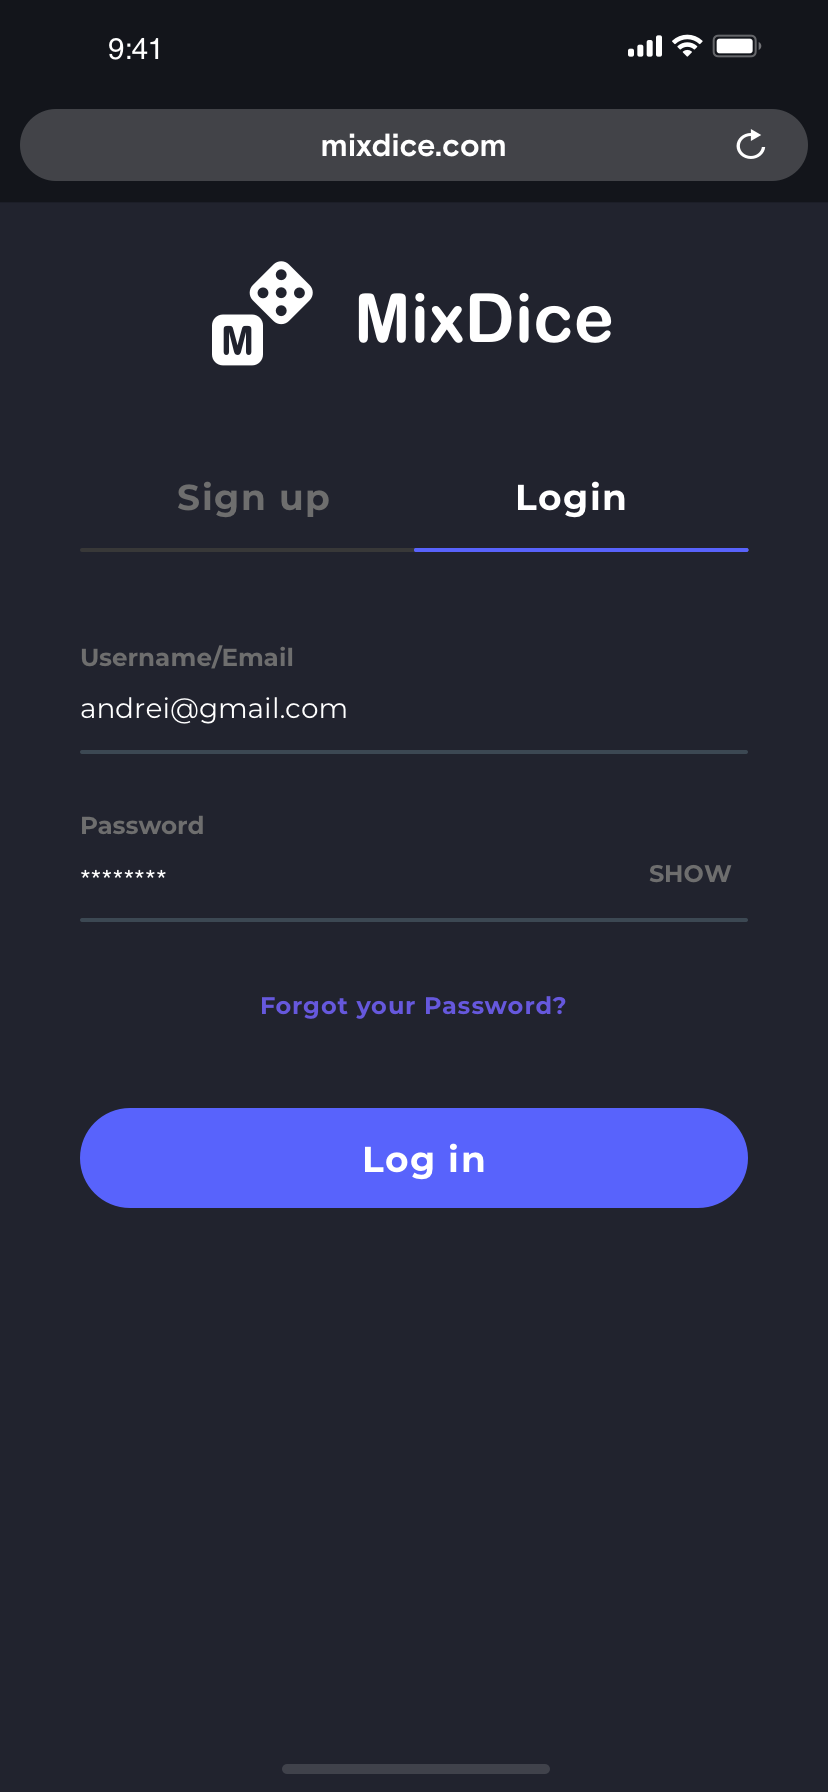 9:41
mixdice.com
M
MixDice
Sign up
Login
Username/Email
andrei@gmail.com
Password
********
SHOW
Forgot your Password?
Log in